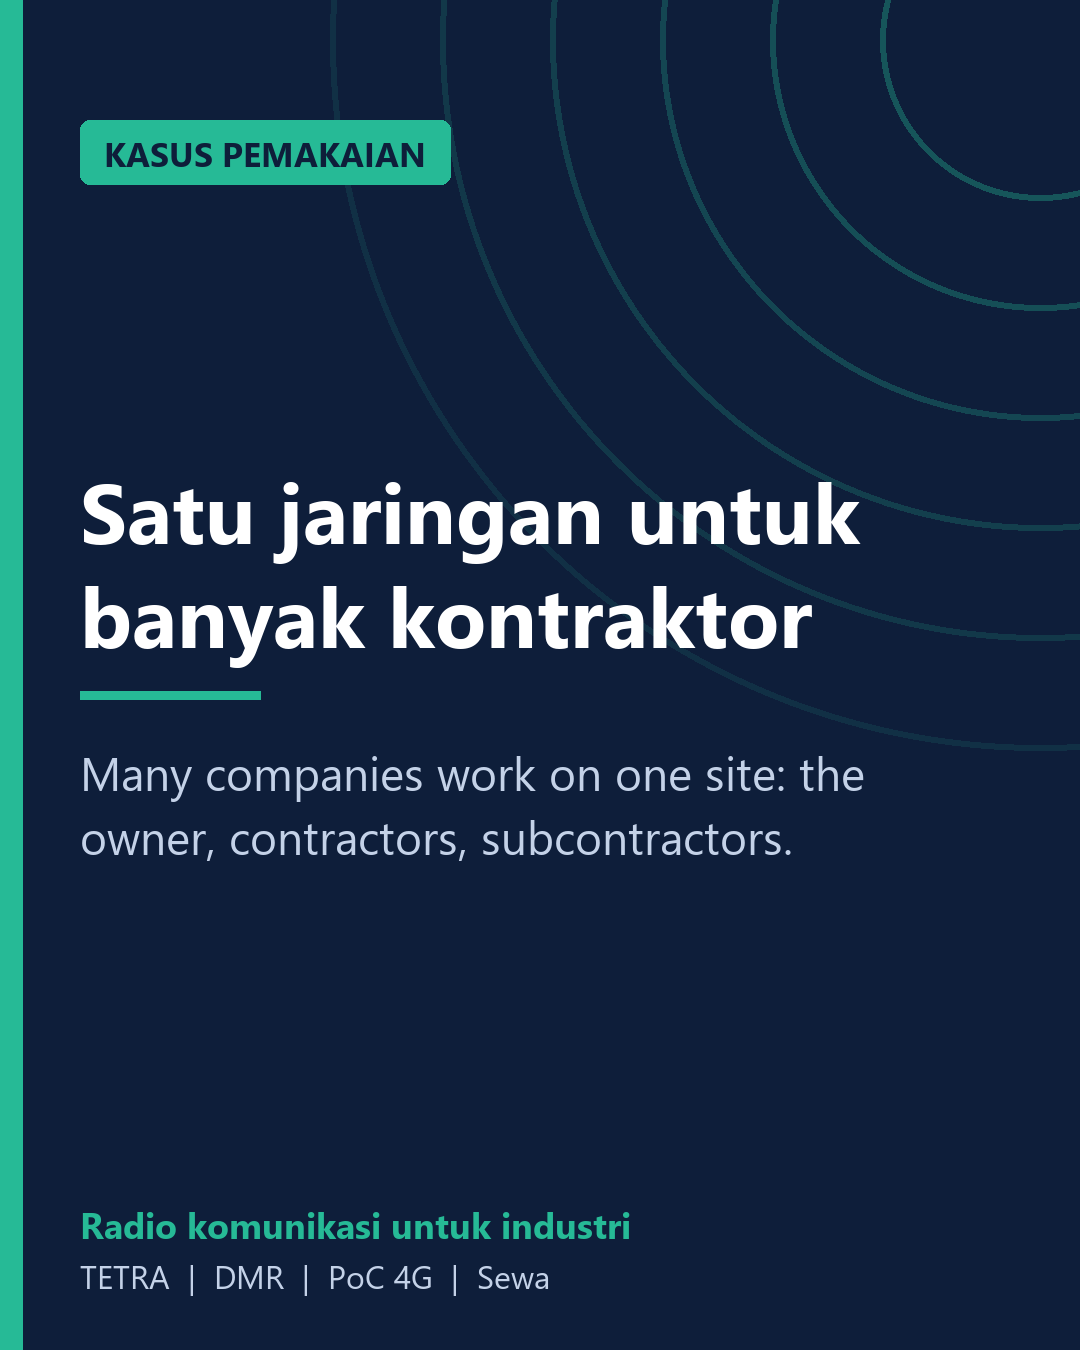 KASUS PEMAKAIAN
Satu jaringan untuk
banyak kontraktor
Many companies work on one site: the
owner, contractors, subcontractors.
Radio komunikasi untuk industri
TETRA | DMR | PoC 4G | Sewa